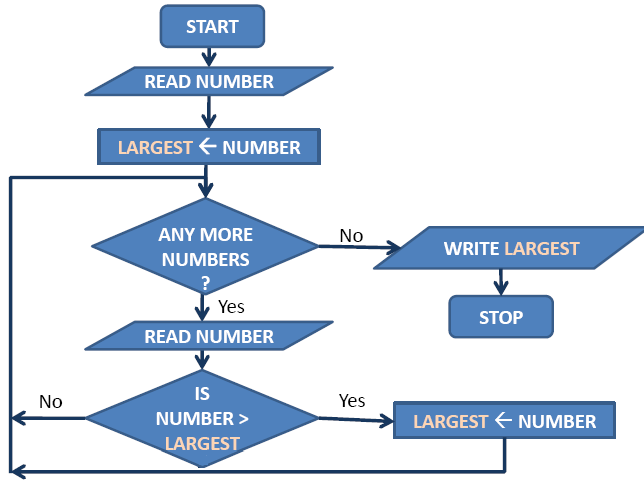 START
READ NUMBER
LARGEST ← NUMBER
ANY MORE
NUMBERS
?
No
WRITE LARGEST
Yes
STOP
READ NUMBER
IS
NUMBER >
LARGEST
No
Yes
LARGEST ← NUMBER